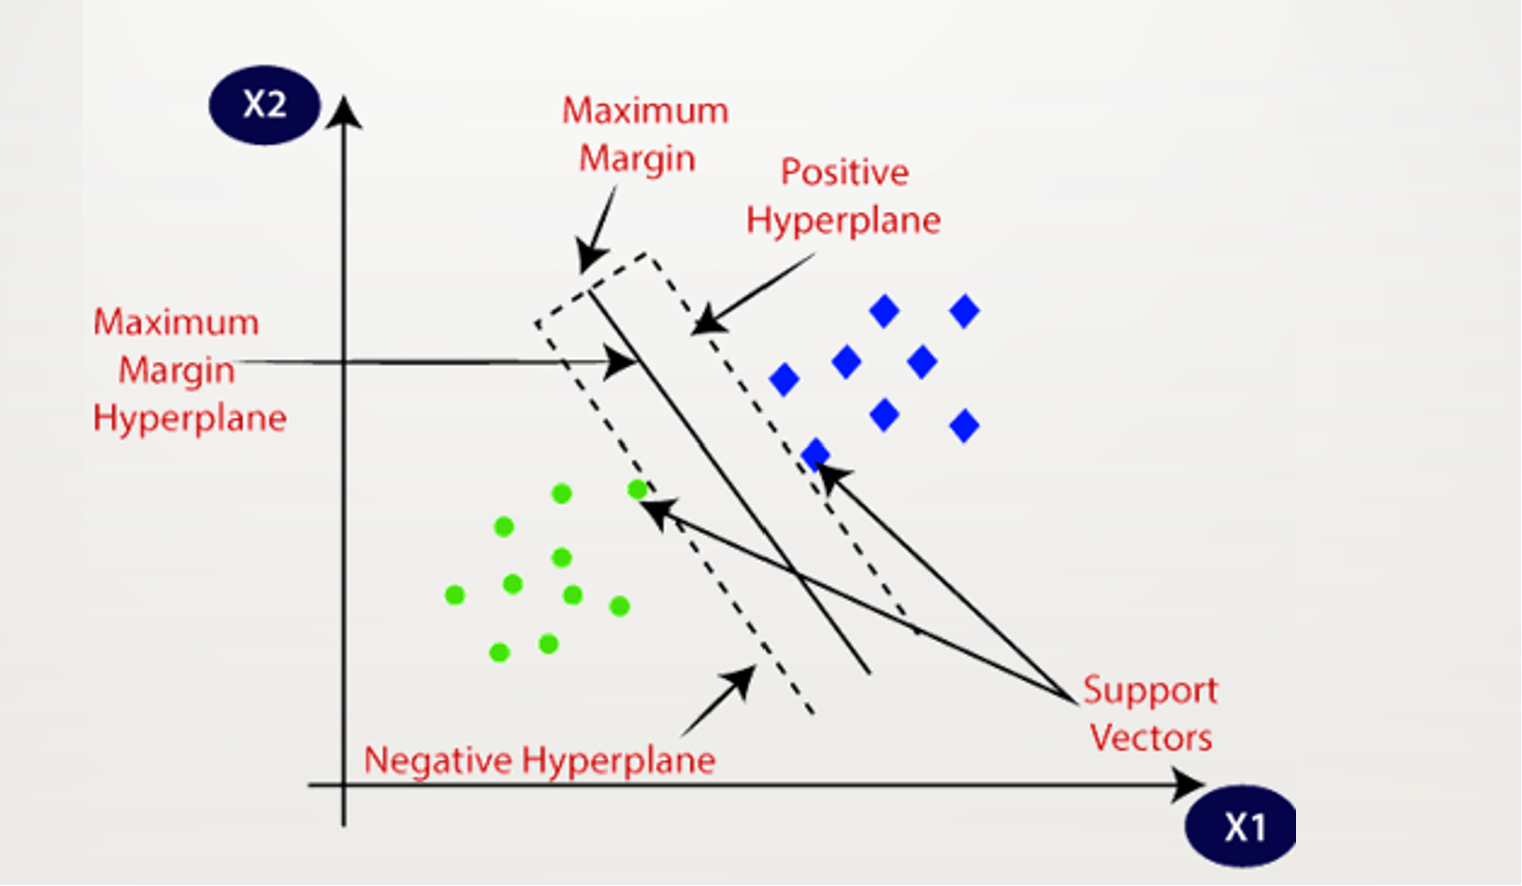 X2
Maximum
Margin
Positive
Hyperplane
Maximum
Margin
Hyperplane
Support
Vectors
Negative Hyperplane
X1